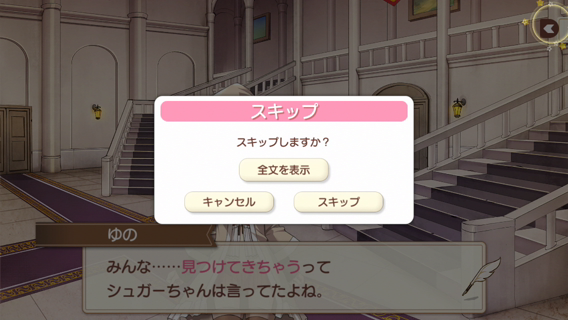 スキップ
スキップしますか？
全文を表示
キャンセル
スキップ
ゆの
みんな……見つけてきちゃうって
シュガーちゃんは言ってたよね。